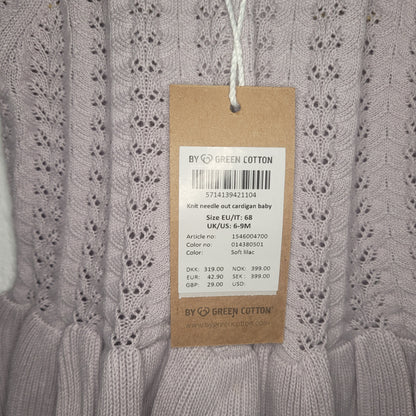 BY GREEN COTTON
5714139421104
Knit needle out cardigan baby
Size EU/IT: 68
UK/US: 6-9M
Article no: 1546004700
Color no: 014380501
Color: Soft lilac
DKK: 319.00 NOK: 399.00
EUR: 42.90 SEK: 399.00
GBP: 29.00 USD:
BY GREEN COTTON
www.bygreencotton.dk